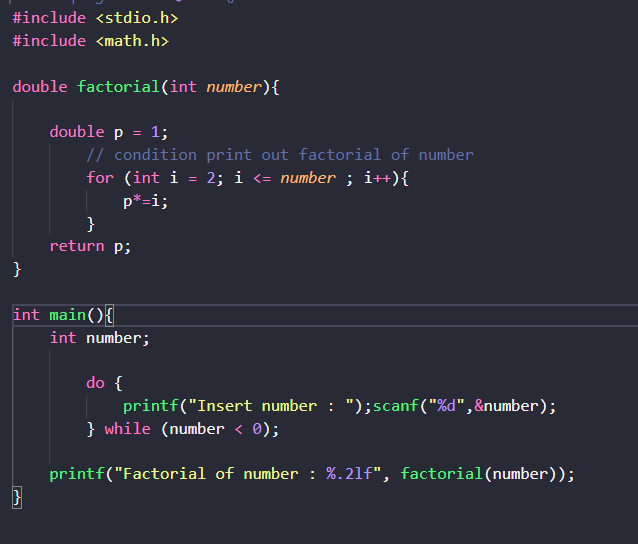 #include <stdio.h>
#include <math.h>
double factorial(int number){
double p = 1;
// condition print out factorial of number
for (int i = 2; i <= number ; i++){
p*=i;
}
return p;
}
int main(){
int number;
do {
printf("Insert number : ");scanf("%d",&number);
} while (number < 0);
printf("Factorial of number : %.2lf", factorial(number));
}